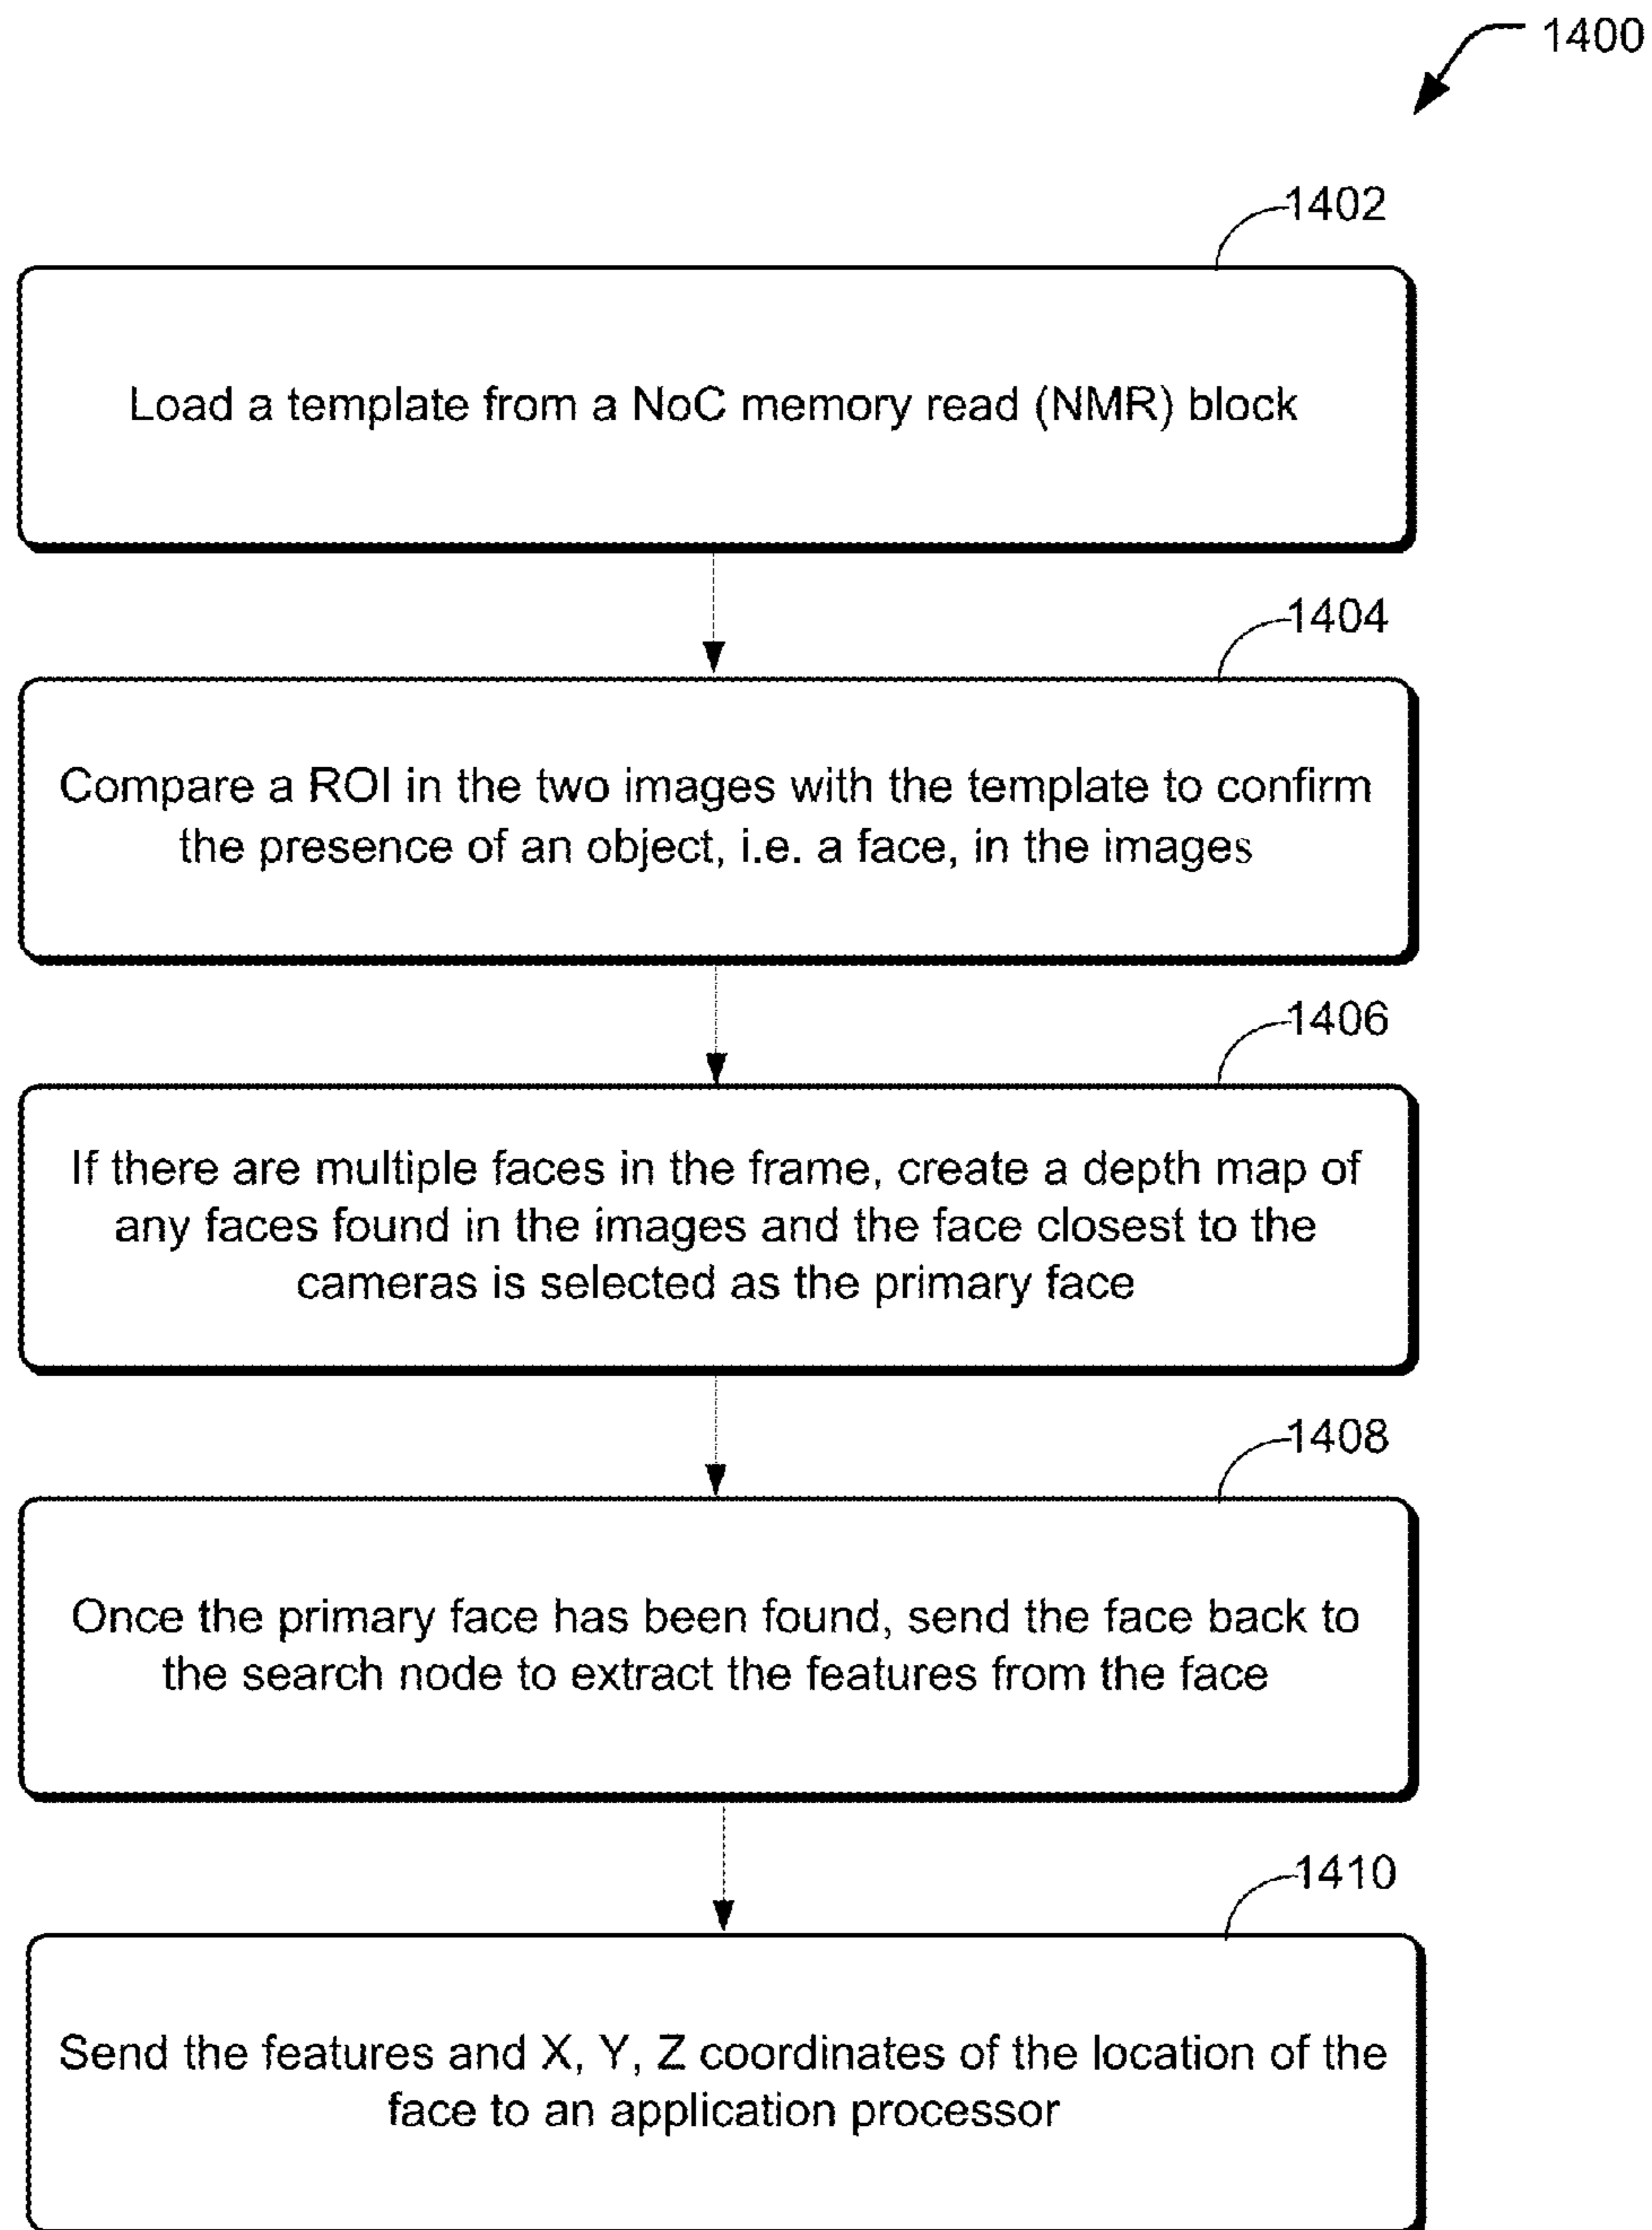 1400
1402
Load a template from a NoC memory read (NMR) block
1404
Compare a ROI in the two images with the template to confirm
the presence of an object, i.e. a face, in the images
1406
If there are multiple faces in the frame, create a depth map of
any faces found in the images and the face closest to the
cameras is selected as the primary face
1408
Once the primary face has been found, send the face back to
the search node to extract the features from the face
1410
Send the features and X, Y, Z coordinates of the location of the
face to an application processor